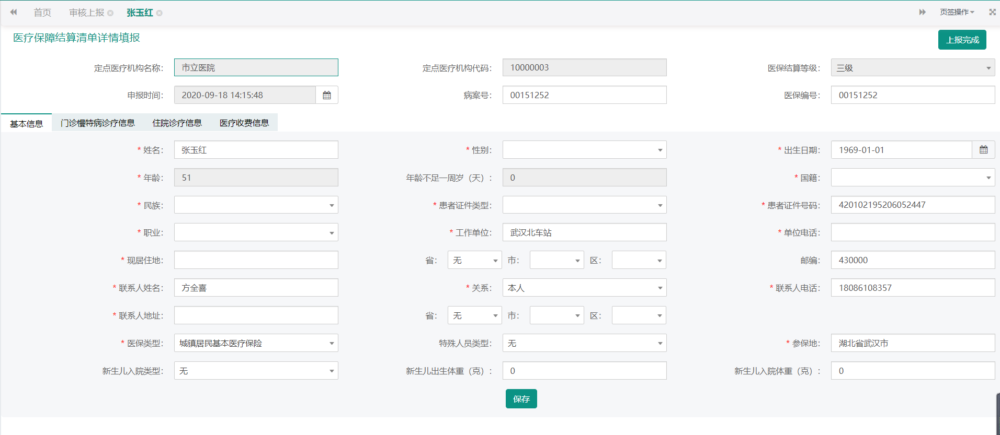 首页 审核上报 张玉红 页签操作
医疗保障结算清单详情填报 上报完成
定点医疗机构名称: 市立医院 定点医疗机构代码: 10000003 医保结算等级: 三级
申报时间: 2020-09-18 14:15:48 病案号: 00151252 医保编号: 00151252
基本信息 门诊慢特病诊疗信息 住院诊疗信息 医疗收费信息
* 姓名: 张玉红 * 性别: * 出生日期: 1969-01-01
* 年龄: 51 年龄不足一周岁（天）: 0 * 国籍:
* 民族: * 患者证件类型: * 患者证件号码: 420102195206052447
* 职业: * 工作单位: 武汉北车站 * 单位电话:
* 现居住地: 省: 无 市: 区: 邮编: 430000
* 联系人姓名: 方全喜 * 关系: 本人 * 联系人电话: 18086108357
* 联系人地址: 省: 无 市: 区:
* 医保类型: 城镇居民基本医疗保险 特殊人员类型: 无 * 参保地: 湖北省武汉市
新生儿入院类型: 无 新生儿出生体重（克）: 0 新生儿入院体重（克）: 0
保存